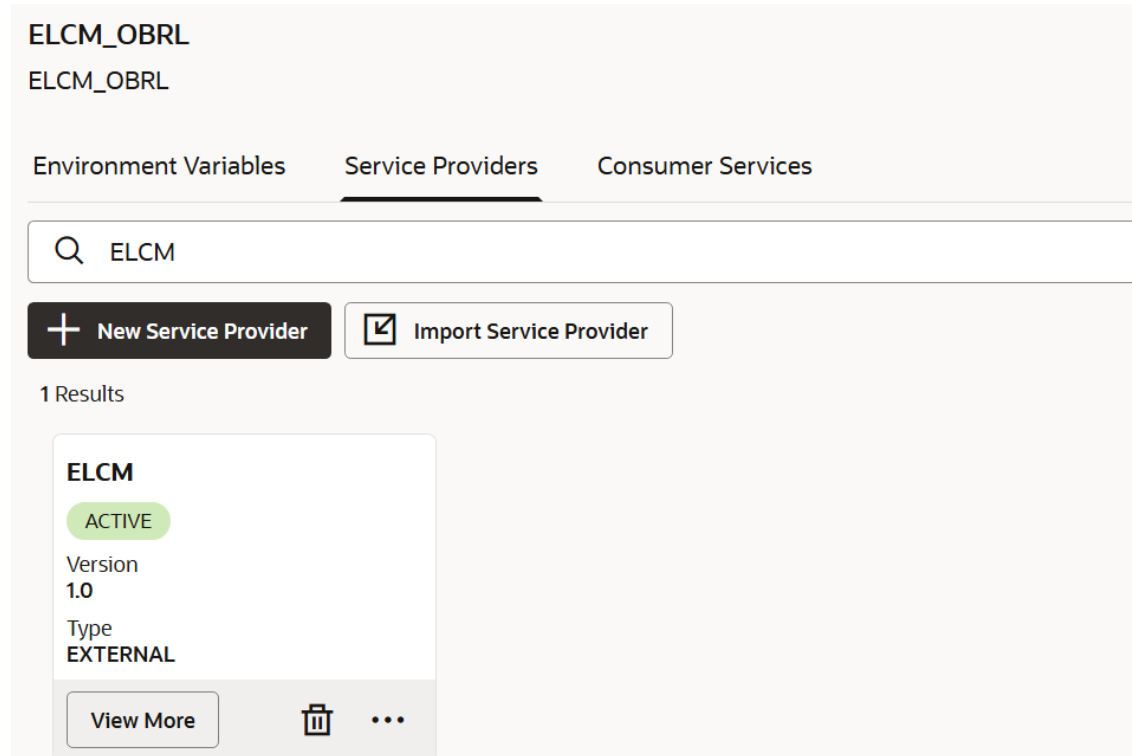 ELCM_OBRL
ELCM_OBRL
Environment Variables Service Providers Consumer Services
ELCM
New Service Provider Import Service Provider
1 Results
ELCM
ACTIVE
Version
1.0
Type
EXTERNAL
View More